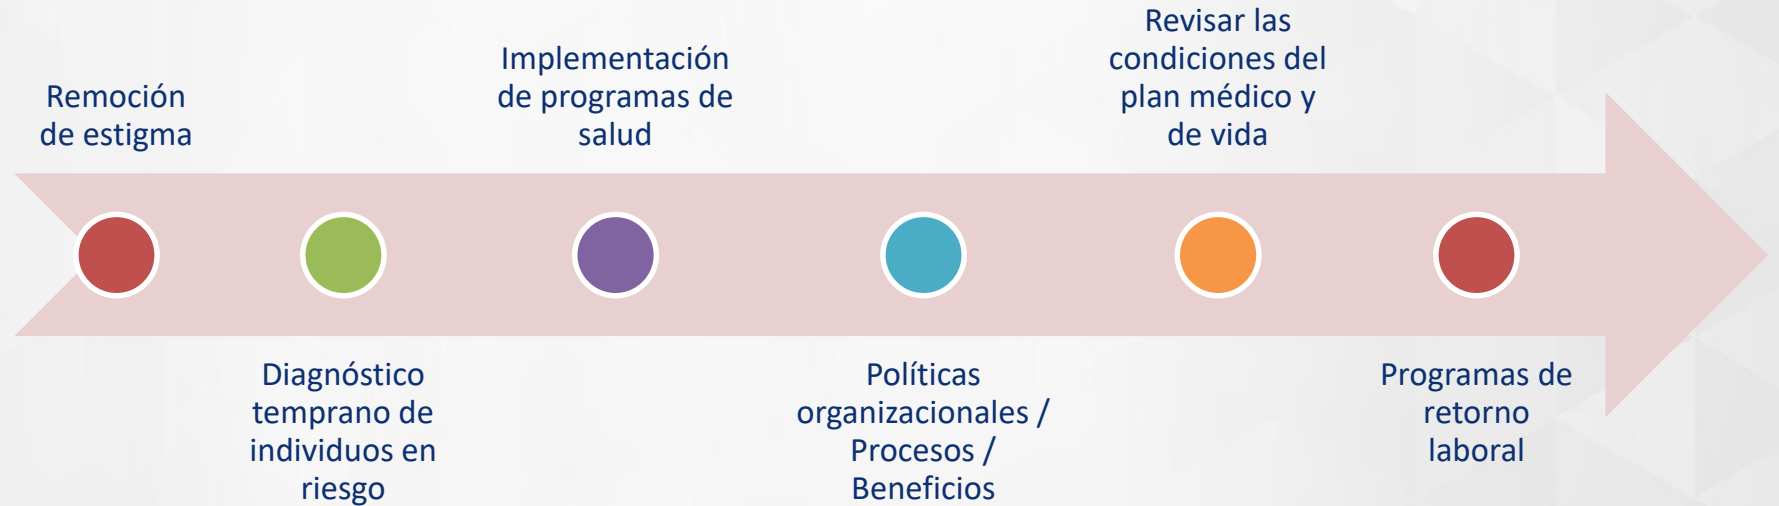 Remoción
de estigma
Diagnóstico
temprano de
individuos en
riesgo
Implementación
de programas de
salud
Políticas
organizacionales /
Procesos /
Beneficios
Revisar las
condiciones del
plan médico y
de vida
Programas de
retorno
laboral